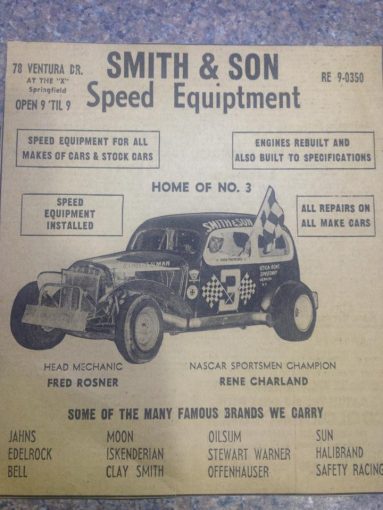 78 VENTURA DR.
AT THE "X"
Springfield
OPEN 9 'TIL 9
SMITH & SON
Speed Equiptment
RE 9-0350
SPEED EQUIPMENT FOR ALL
MAKES OF CARS & STOCK CARS
ENGINES REBUILT AND
ALSO BUILT TO SPECIFICATIONS
HOME OF NO. 3
SPEED
EQUIPMENT
INSTALLED
ALL REPAIRS ON
ALL MAKE CARS
SMITH & SON
3
HEAD MECHANIC
FRED ROSNER
NASCAR SPORTSMEN CHAMPION
RENE CHARLAND
SOME OF THE MANY FAMOUS BRANDS WE CARRY
JAHNS MOON OILSUM SUN
EDELROCK ISKENDERIAN STEWART WARNER HALIBRAND
BELL CLAY SMITH OFFENHAUSER SAFETY RACING